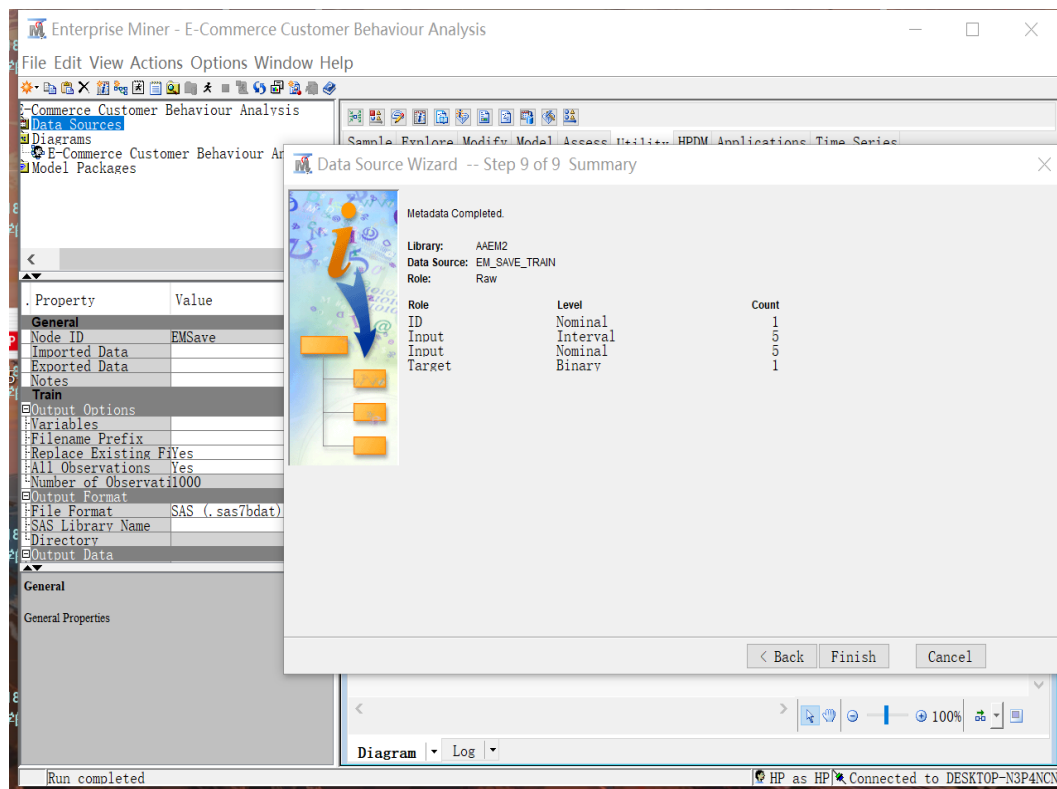 Enterprise Miner - E-Commerce Customer Behaviour Analysis
File Edit View Actions Options Window Help
E-Commerce Customer Behaviour Analysis
Data Sources
Diagrams
E-Commerce Customer Behaviour An
Model Packages
Sample Explore Modify Model Assess Utility HPDM Applications Time Series
. Property Value
General
Node ID EMSave
Imported Data
Exported Data
Notes
Train
Output Options
Variables
Filename Prefix
Replace Existing Fi Yes
All Observations Yes
Number of Observati 1000
Output Format
File Format SAS (.sas7bdat)
SAS Library Name
Directory
Output Data
General
General Properties
Data Source Wizard -- Step 9 of 9 Summary
Metadata Completed.
Library: AAEM2
Data Source: EM_SAVE_TRAIN
Role: Raw
Role Level Count
ID Nominal 1
Input Interval 5
Input Nominal 5
Target Binary 1
< Back Finish Cancel
100%
Diagram Log
Run completed
HP as HP Connected to DESKTOP-N3P4NCN